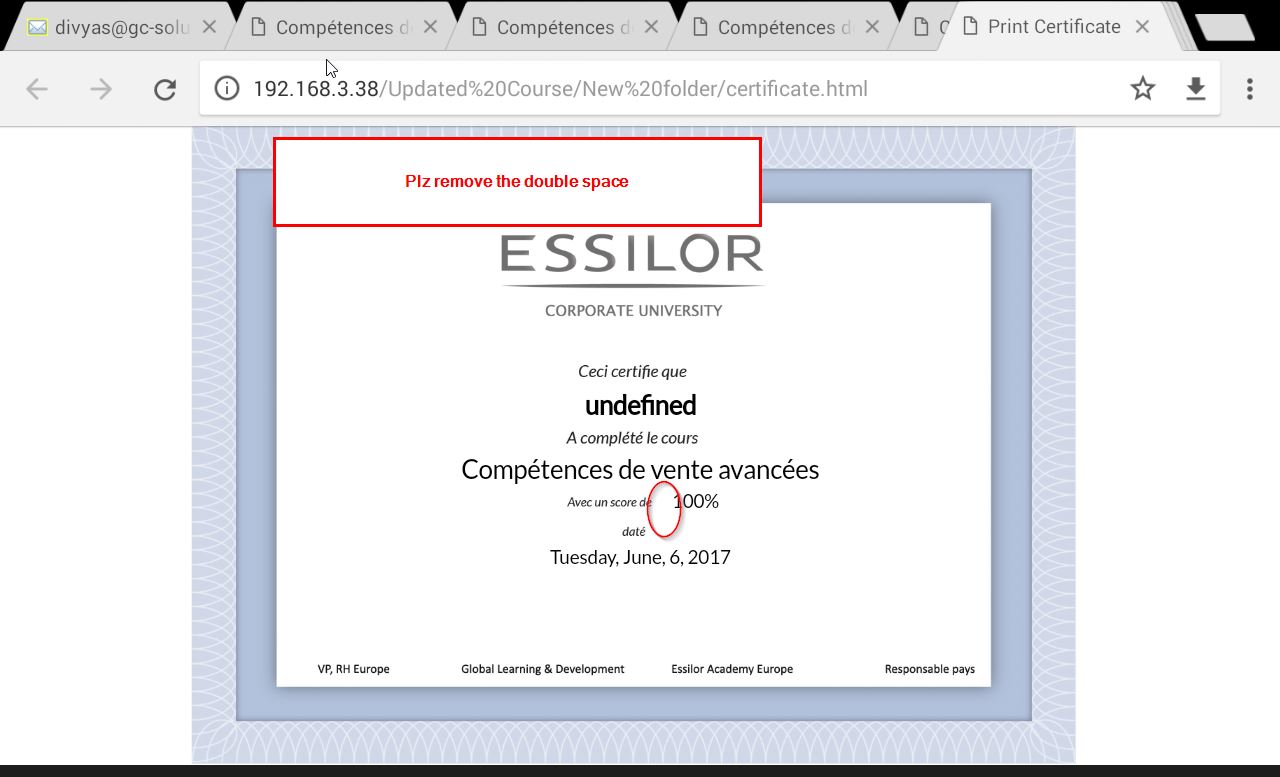 divyas@gc-solu
Compétences d
Compétences d
Compétences d
Print Certificate
192.168.3.38/Updated%20Course/New%20folder/certificate.html
Plz remove the double space
ESSILOR
CORPORATE UNIVERSITY
Ceci certifie que
undefined
A complété le cours
Compétences de vente avancées
Avec un score de 100%
daté
Tuesday, June, 6, 2017
VP, RH Europe Global Learning & Development Essilor Academy Europe Responsable pays